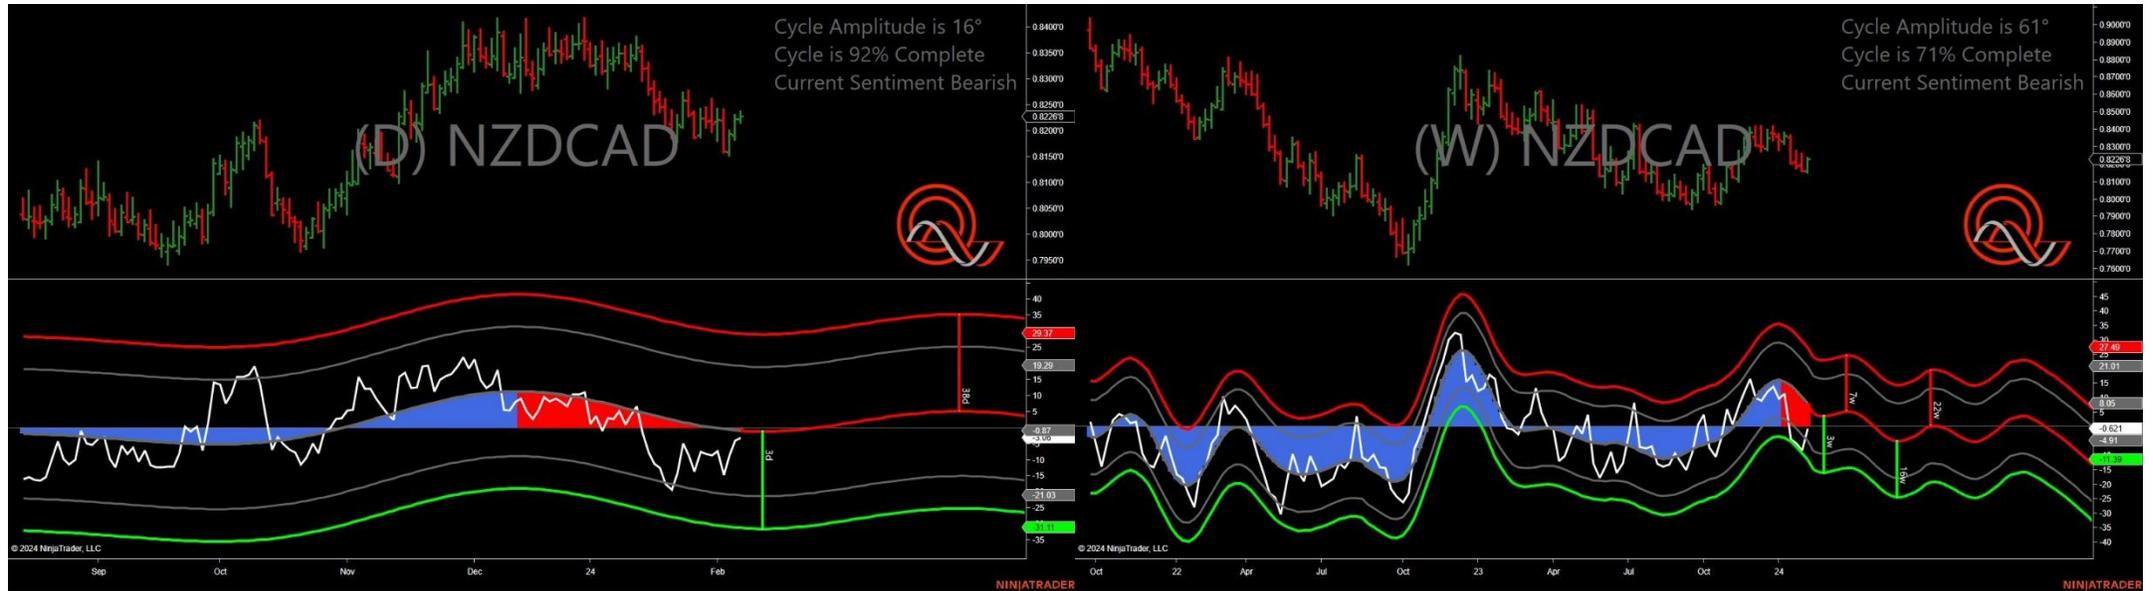 Cycle Amplitude is 16°
Cycle is 92% Complete
Current Sentiment Bearish
(D) NZDCAD
0.8400'0
0.8350'0
0.8300'0
0.8250'0
0.8226'8
0.8200'0
0.8150'0
0.8100'0
0.8050'0
0.8000'0
0.7950'0
40
35
29.37
25
19.29
15
10
5
-0.87
-10
-15
-21.03
-25
-31.11
-35
38d
3d
© 2024 NinjaTrader, LLC
Sep
Oct
Nov
Dec
24
Feb
NINJATRADER
Cycle Amplitude is 61°
Cycle is 71% Complete
Current Sentiment Bearish
(W) NZDCAD
0.9000'0
0.8900'0
0.8800'0
0.8700'0
0.8600'0
0.8500'0
0.8400'0
0.8300'0
0.8226'8
0.8100'0
0.8000'0
0.7900'0
0.7800'0
0.7700'0
0.7600'0
45
40
35
30
27.49
21.01
15
8.05
5
-0.621
-4.91
-11.39
-15
-20
-25
-30
-35
-40
7w
22w
3w
16w
© 2024 NinjaTrader, LLC
Oct
22
Apr
Jul
Oct
23
Apr
Jul
Oct
24
NINJATRADER